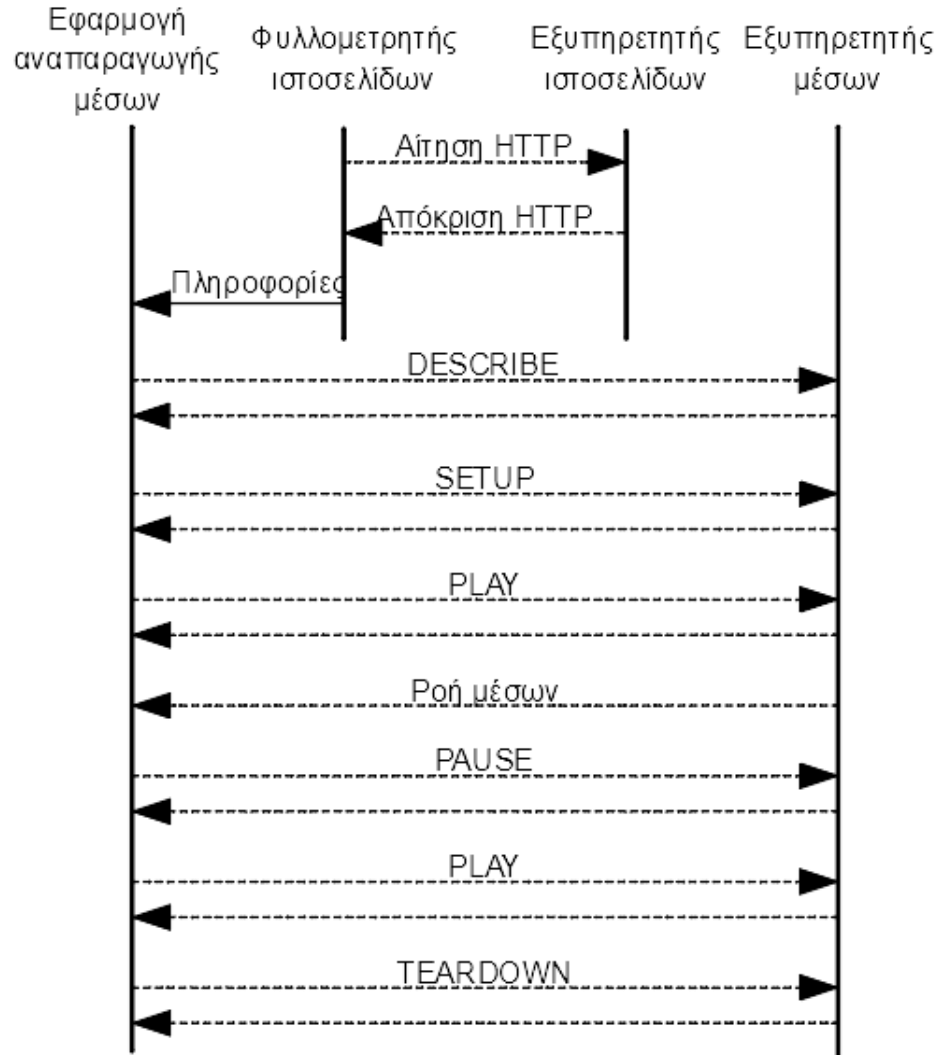 Εφαρμογή
αναπαραγωγής
μέσων
Φυλλομετρητής
ιστοσελίδων
Εξυπηρετητής
ιστοσελίδων
Εξυπηρετητής
μέσων
Αίτηση HTTP
Απόκριση HTTP
Πληροφορίες
DESCRIBE
SETUP
PLAY
Ροή μέσων
PAUSE
PLAY
TEARDOWN